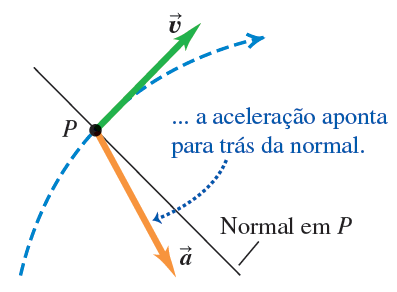 v
P
... a aceleração aponta
para trás da normal.
Normal em P
a